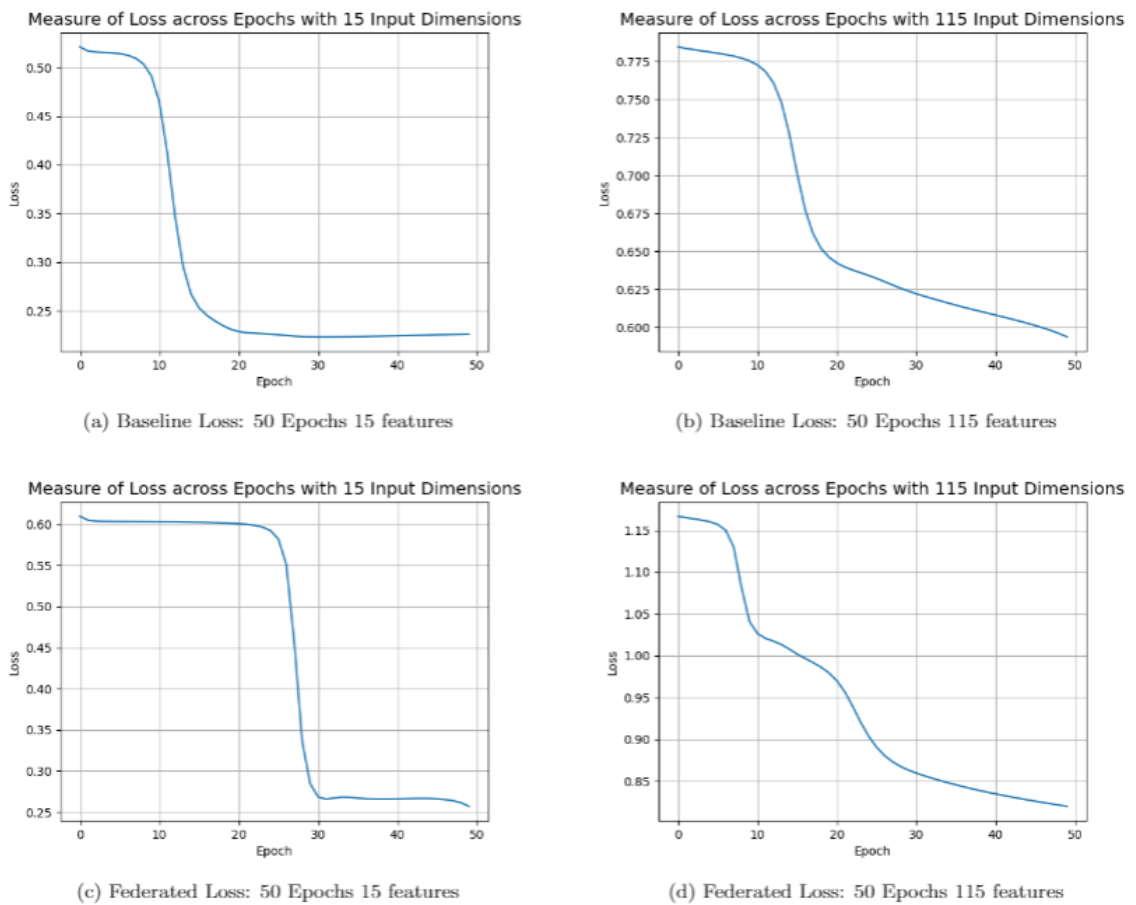 Measure of Loss across Epochs with 15 Input Dimensions
0.50
0.45
0.40
0.35
0.30
0.25
Loss
0 10 20 30 40 50
Epoch
(a) Baseline Loss: 50 Epochs 15 features
Measure of Loss across Epochs with 115 Input Dimensions
0.775
0.750
0.725
0.700
0.675
0.650
0.625
0.600
Loss
0 10 20 30 40 50
Epoch
(b) Baseline Loss: 50 Epochs 115 features
Measure of Loss across Epochs with 15 Input Dimensions
0.60
0.55
0.50
0.45
0.40
0.35
0.30
0.25
Loss
0 10 20 30 40 50
Epoch
(c) Federated Loss: 50 Epochs 15 features
Measure of Loss across Epochs with 115 Input Dimensions
1.15
1.10
1.05
1.00
0.95
0.90
0.85
Loss
0 10 20 30 40 50
Epoch
(d) Federated Loss: 50 Epochs 115 features